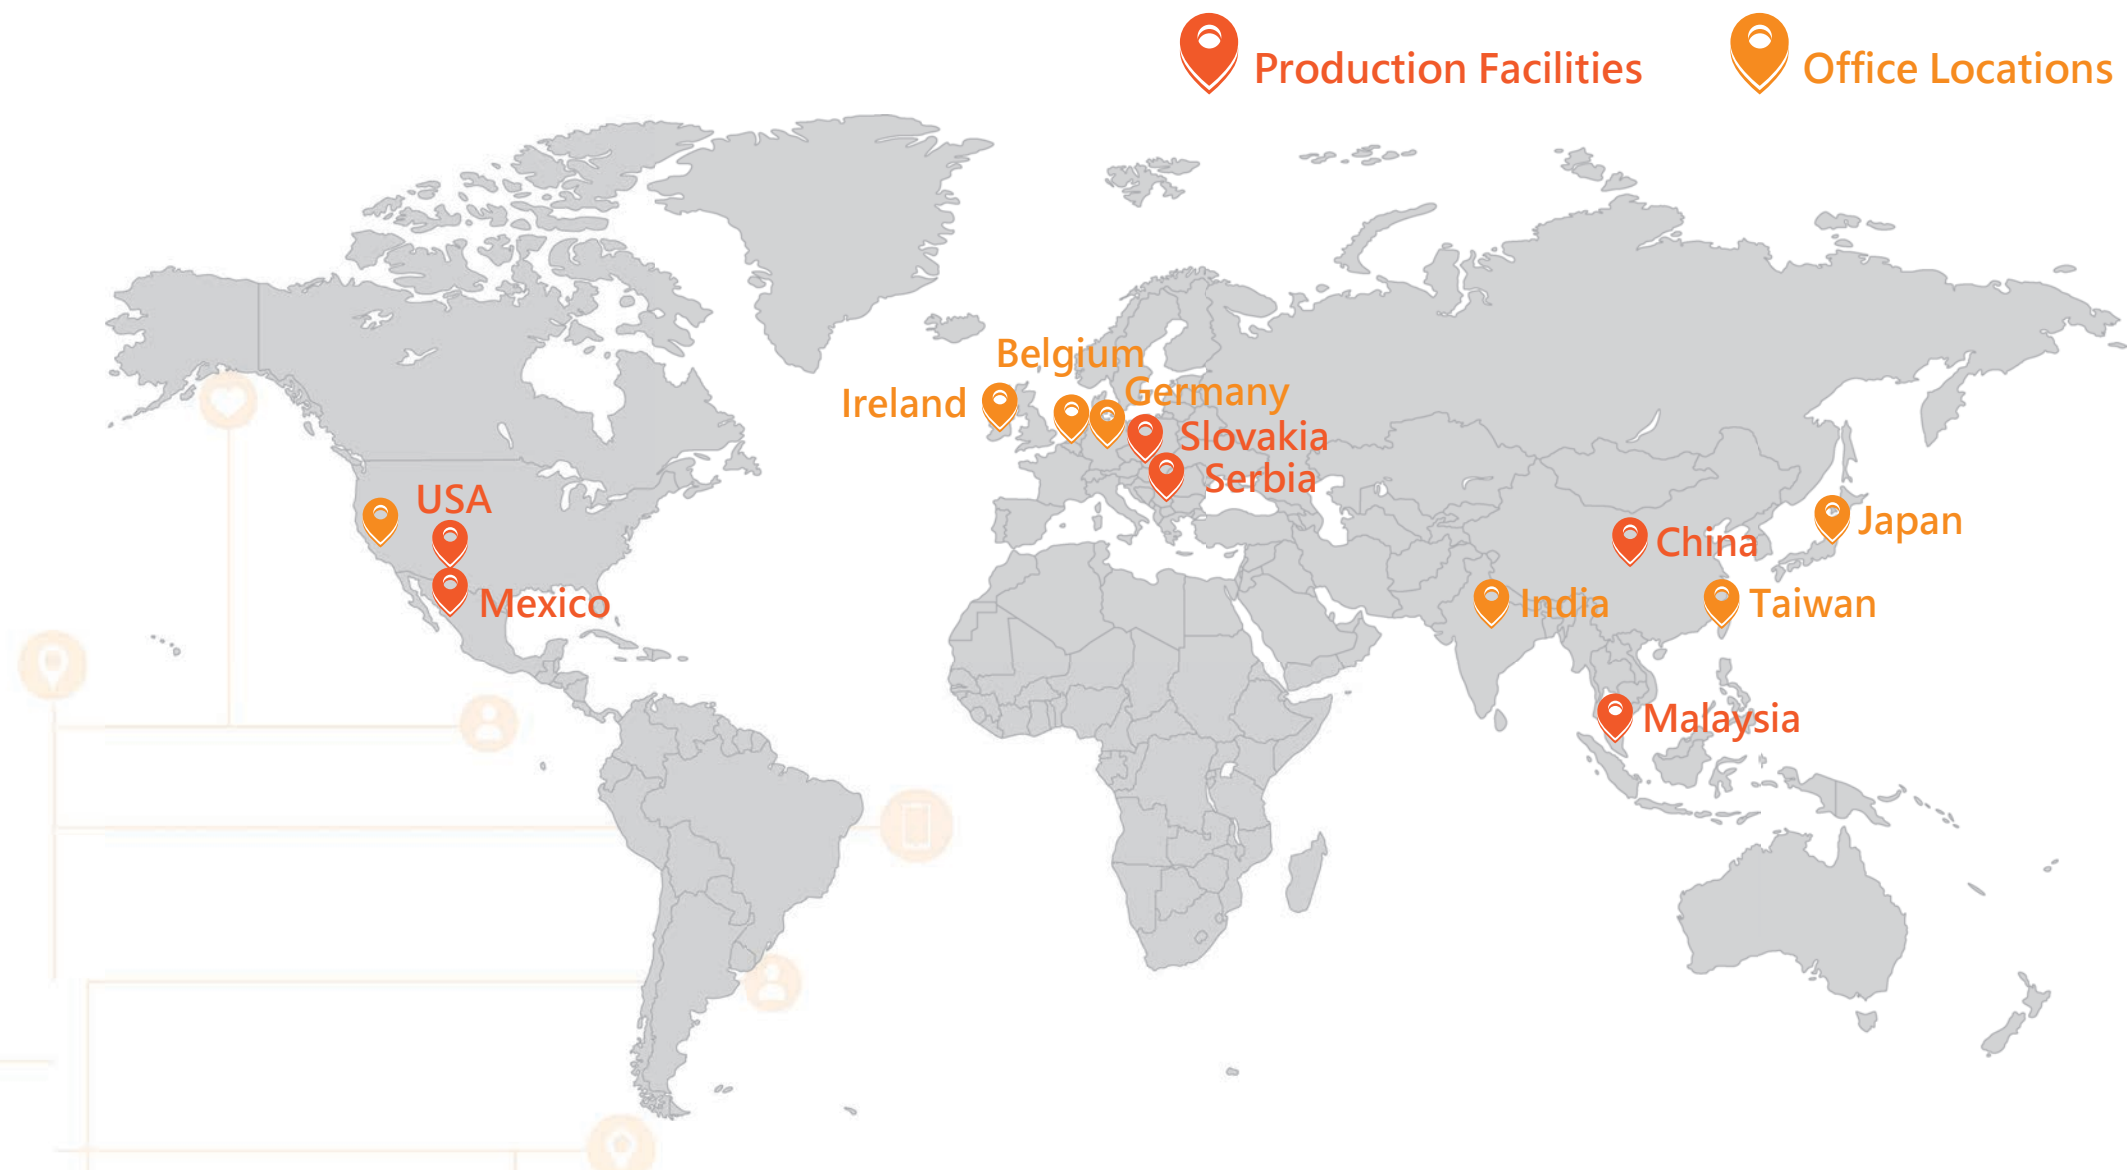 Production Facilities
Office Locations
Belgium
Germany
Ireland
Slovakia
Serbia
USA
Mexico
China
Japan
India
Taiwan
Malaysia